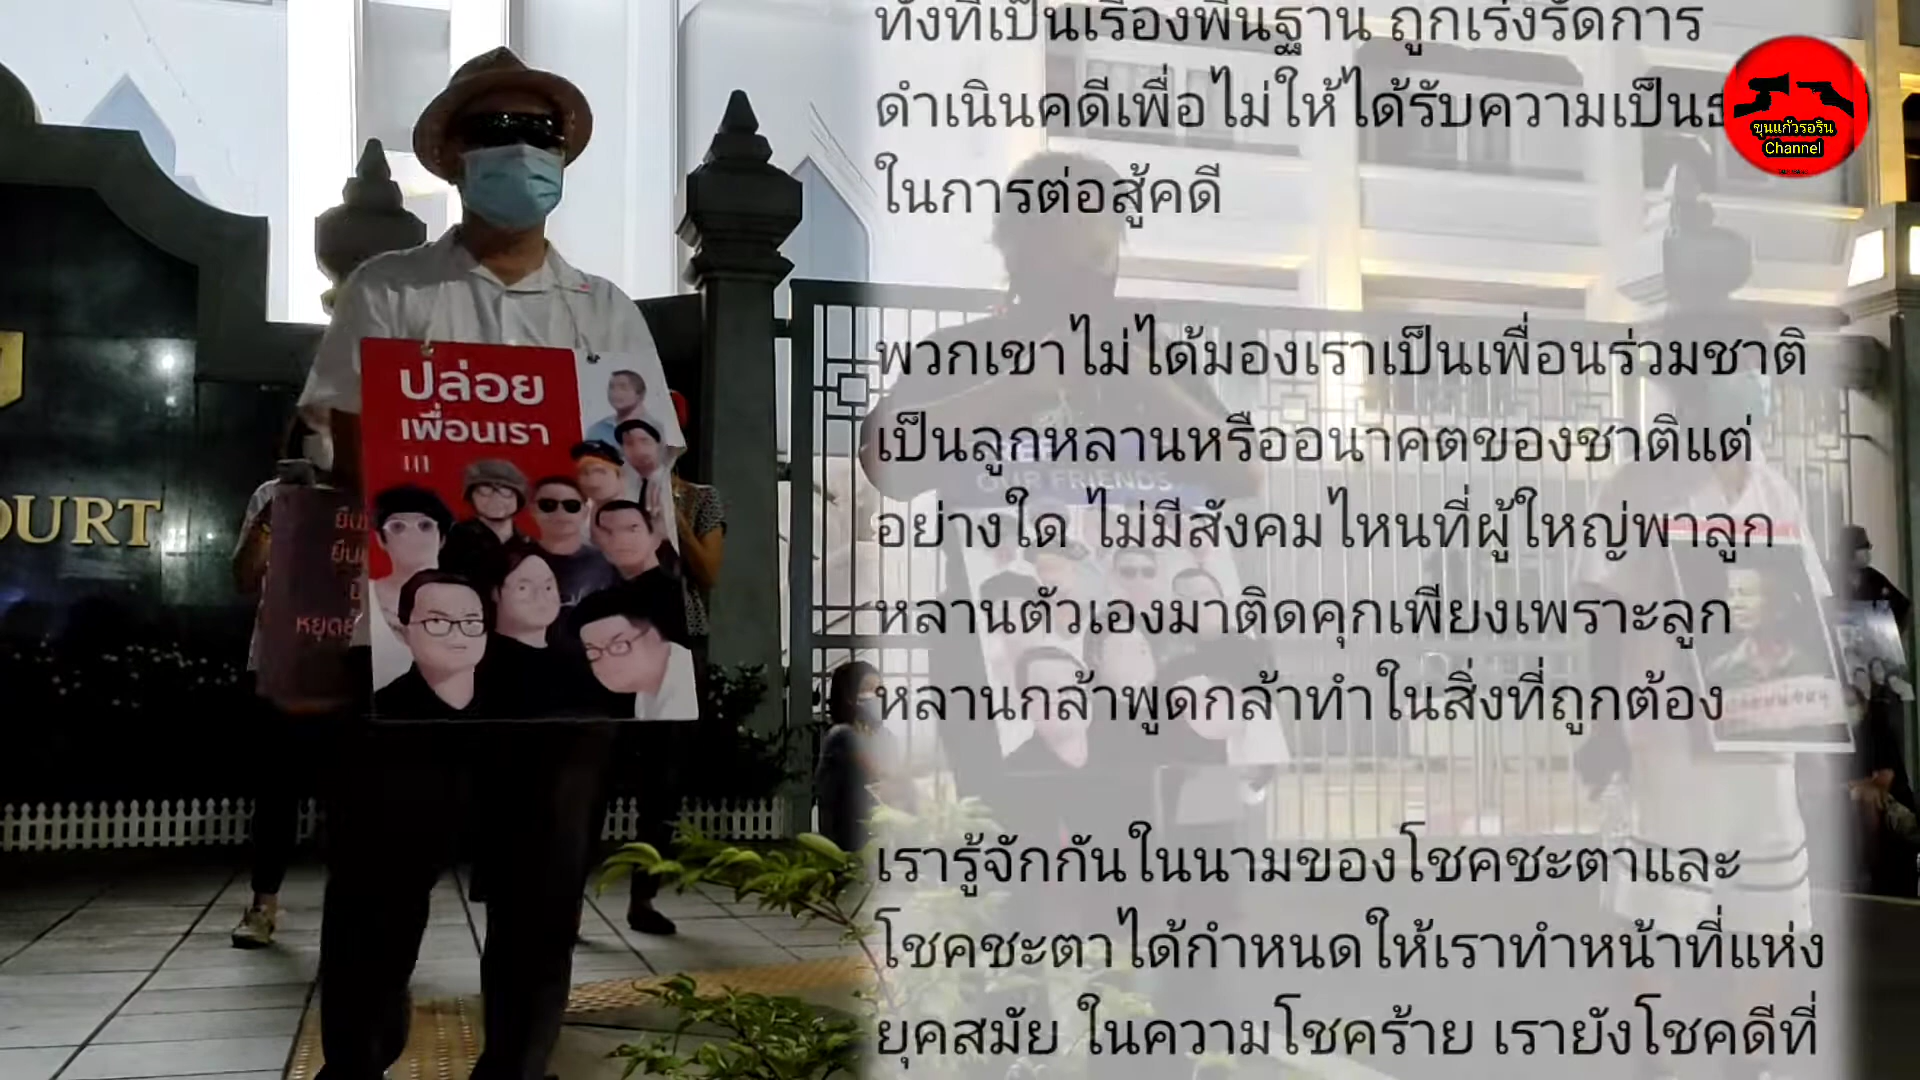 ทั้งที่เป็นเรื่องพื้นฐาน ถูกเร่งรัดการ
ดำเนินคดีเพื่อไม่ให้ได้รับความเป็นธ
ในการต่อสู้คดี
พวกเขาไม่ได้มองเราเป็นเพื่อนร่วมชาติ
เป็นลูกหลานหรืออนาคตของชาติแต่
อย่างใด ไม่มีสังคมไหนที่ผู้ใหญ่พาลูก
หลานตัวเองมาติดคุกเพียงเพราะลูก
หลานกล้าพูดกล้าทำในสิ่งที่ถูกต้อง
เรารู้จักกันในนามของโชคชะตาและ
โชคชะตาได้กำหนดให้เราทำหน้าที่แห่ง
ยุคสมัย ในความโชคร้าย เรายังโชคดีที่
ขุนแก้วรอริน
Channel
ปล่อย
เพื่อนเรา
OURT
ยืน
ยืน
หยุด
OUR FRIENDS